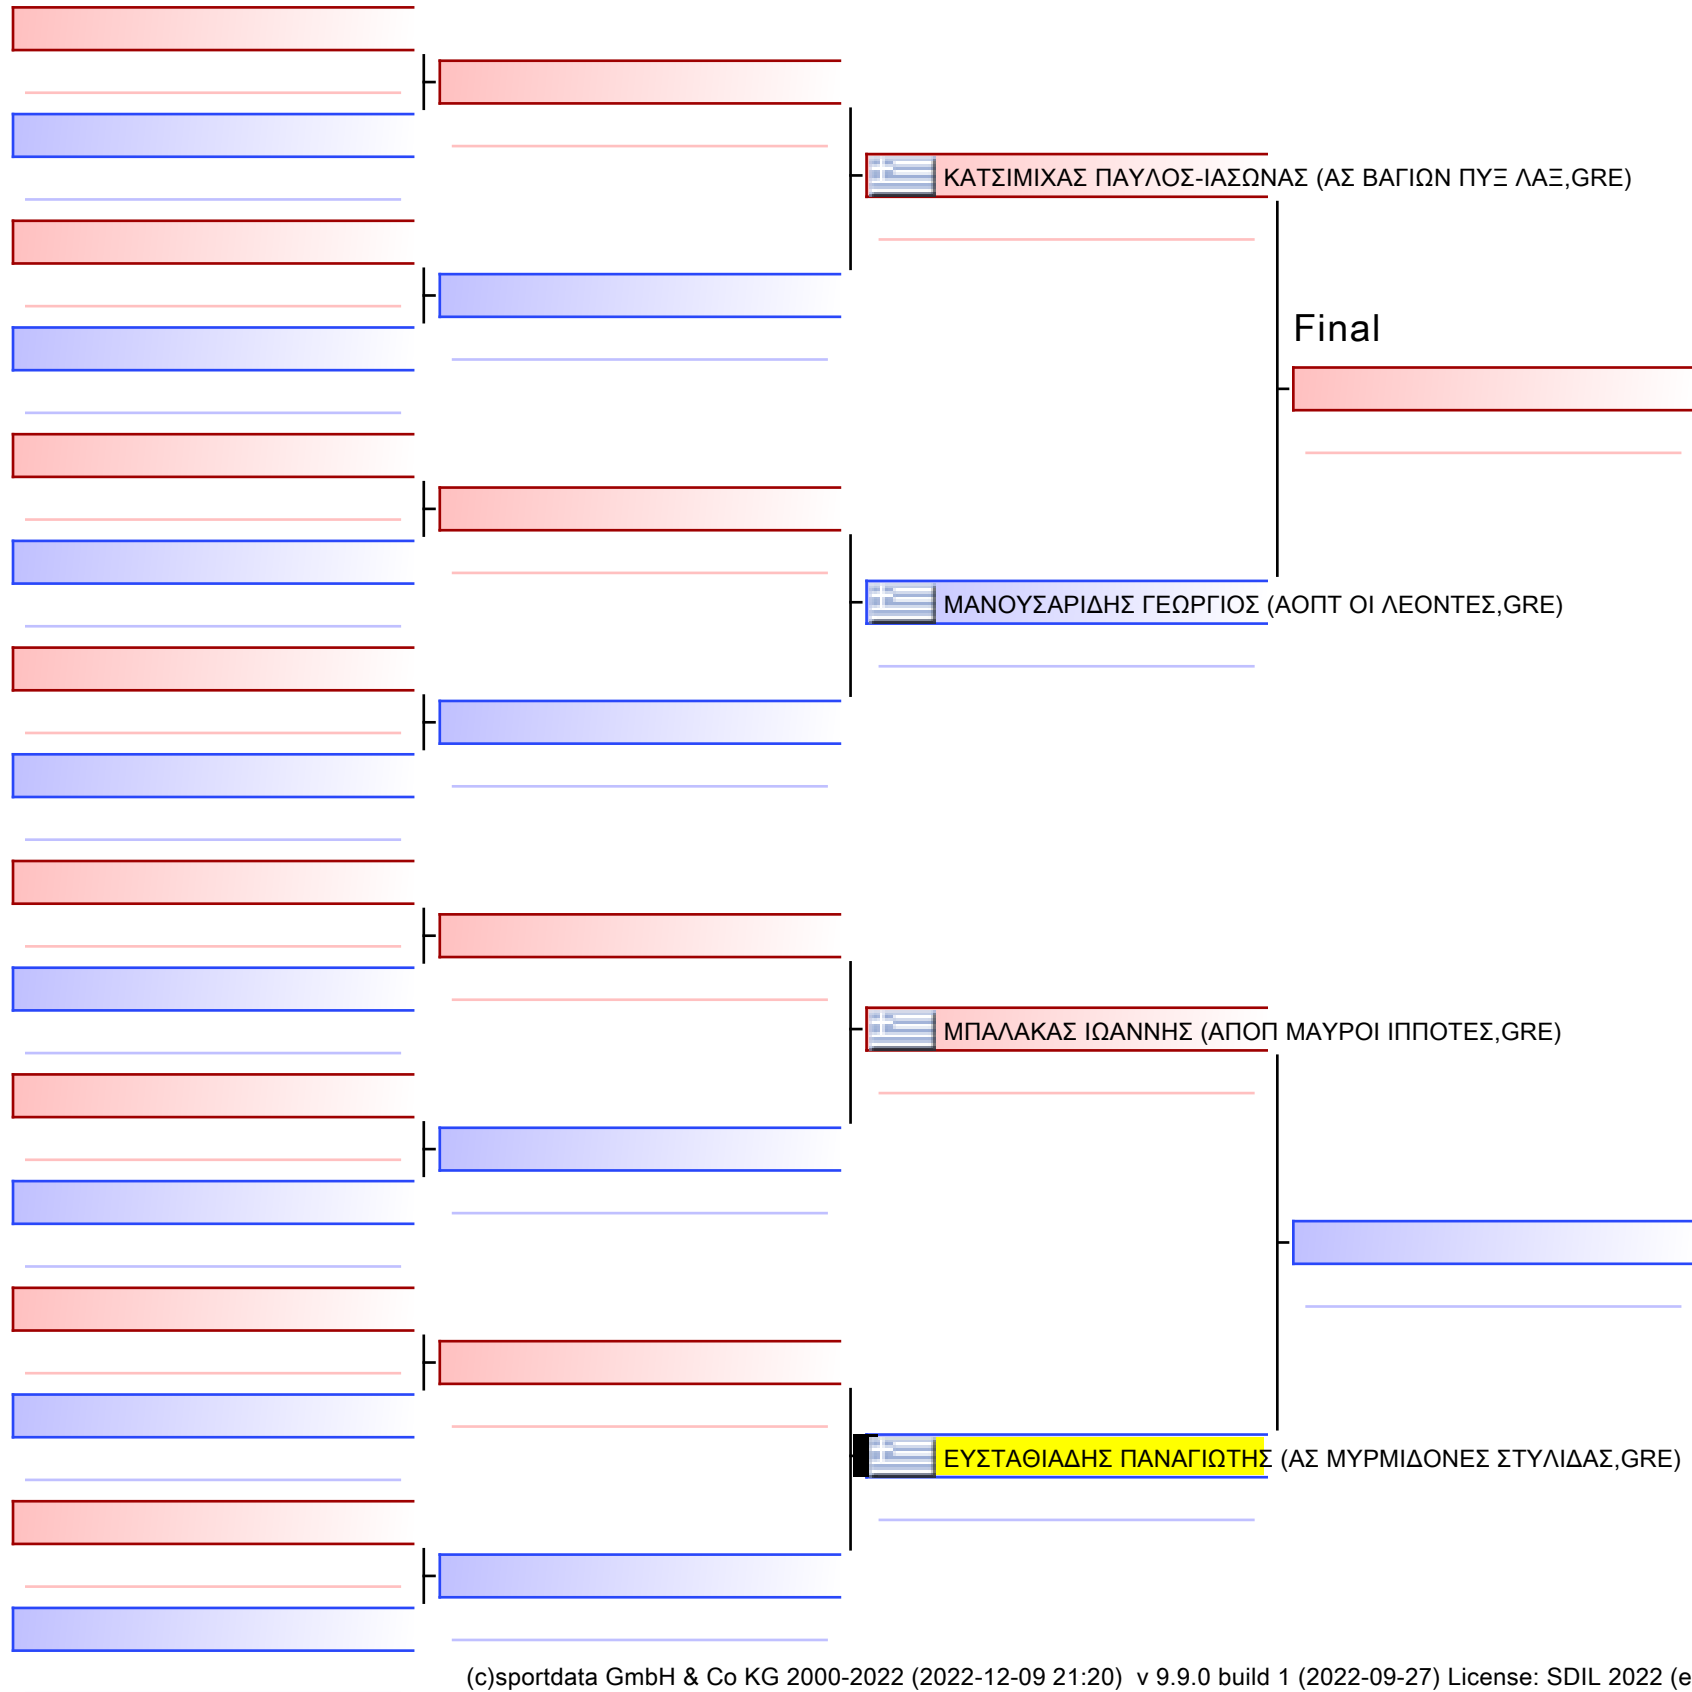 ΚΑΤΣΙΜΙΧΑΣ ΠΑΥΛΟΣ-ΙΑΣΩΝΑΣ (ΑΣ ΒΑΓΙΩΝ ΠΥΞ ΛΑΞ,GRE)
Final
ΜΑΝΟΥΣΑΡΙΔΗΣ ΓΕΩΡΓΙΟΣ (ΑΟΠΤ ΟΙ ΛΕΟΝΤΕΣ,GRE)
ΜΠΑΛΑΚΑΣ ΙΩΑΝΝΗΣ (ΑΠΟΠ ΜΑΥΡΟΙ ΙΠΠΟΤΕΣ,GRE)
ΕΥΣΤΑΘΙΑΔΗΣ ΠΑΝΑΓΙΩΤΗΣ (ΑΣ ΜΥΡΜΙΔΟΝΕΣ ΣΤΥΛΙΔΑΣ,GRE)
(c)sportdata GmbH & Co KG 2000-2022 (2022-12-09 21:20) v 9.9.0 build 1 (2022-09-27) License: SDIL 2022 (e